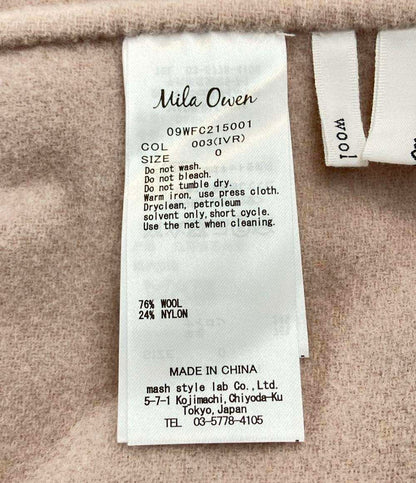 Mila Owen
09WFC215001
COL 003(IVR)
SIZE 0
Do not wash.
Do not bleach.
Do not tumble dry.
Warm iron, use press cloth.
Dryclean, petroleum
solvent only, short cycle.
Use the net when cleaning.
76% WOOL
24% NYLON
MADE IN CHINA
mash style lab Co., Ltd.
5-7-1 Kojimachi, Chiyoda-Ku
Tokyo, Japan
TEL 03-5778-4105
wool